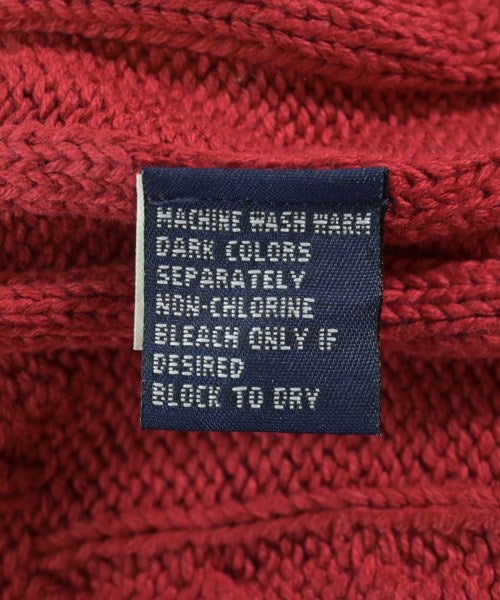 MACHINE WASH WARM
DARK COLORS
SEPARATELY
NON-CHLORINE
BLEACH ONLY IF
DESIRED
BLOCK TO DRY